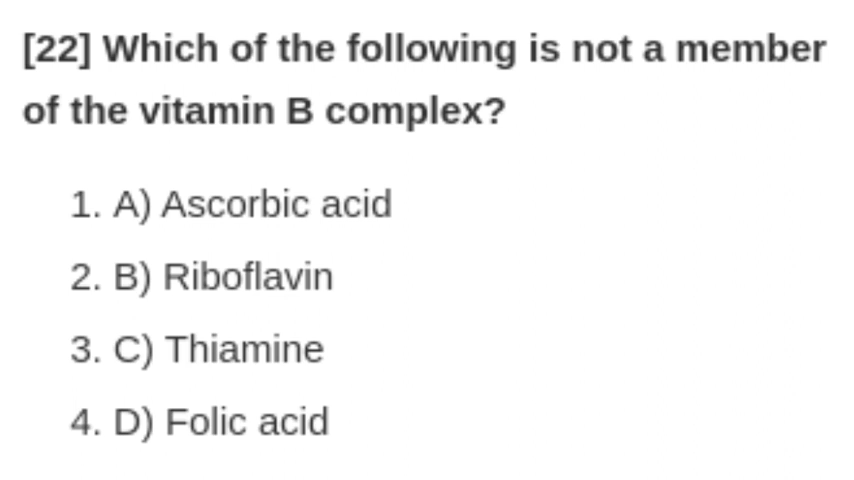 [22] Which of the following is not a member
of the vitamin B complex?
1. A) Ascorbic acid
2. B) Riboflavin
3. C) Thiamine
4. D) Folic acid